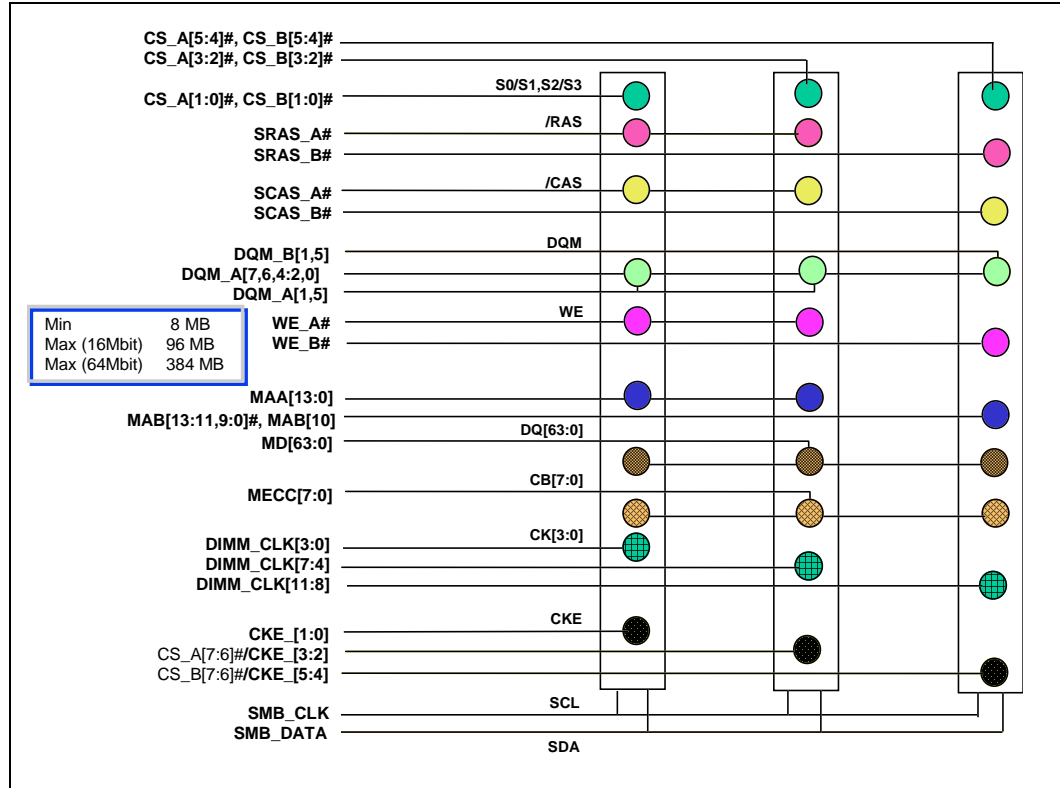 CS_A[5:4]#, CS_B[5:4]#
CS_A[3:2]#, CS_B[3:2]#
CS_A[1:0]#, CS_B[1:0]#
S0/S1,S2/S3
SRAS_A#
/RAS
SRAS_B#
SCAS_A#
/CAS
SCAS_B#
DQM_B[1,5]
DQM
DQM_A[7,6,4:2,0]
DQM_A[1,5]
Min 8 MB
Max (16Mbit) 96 MB
Max (64Mbit) 384 MB
WE_A#
WE
WE_B#
MAA[13:0]
MAB[13:11,9:0]#, MAB[10]
MD[63:0]
DQ[63:0]
MECC[7:0]
CB[7:0]
DIMM_CLK[3:0]
CK[3:0]
DIMM_CLK[7:4]
DIMM_CLK[11:8]
CKE_[1:0]
CKE
CS_A[7:6]#/CKE_[3:2]
CS_B[7:6]#/CKE_[5:4]
SMB_CLK
SCL
SMB_DATA
SDA